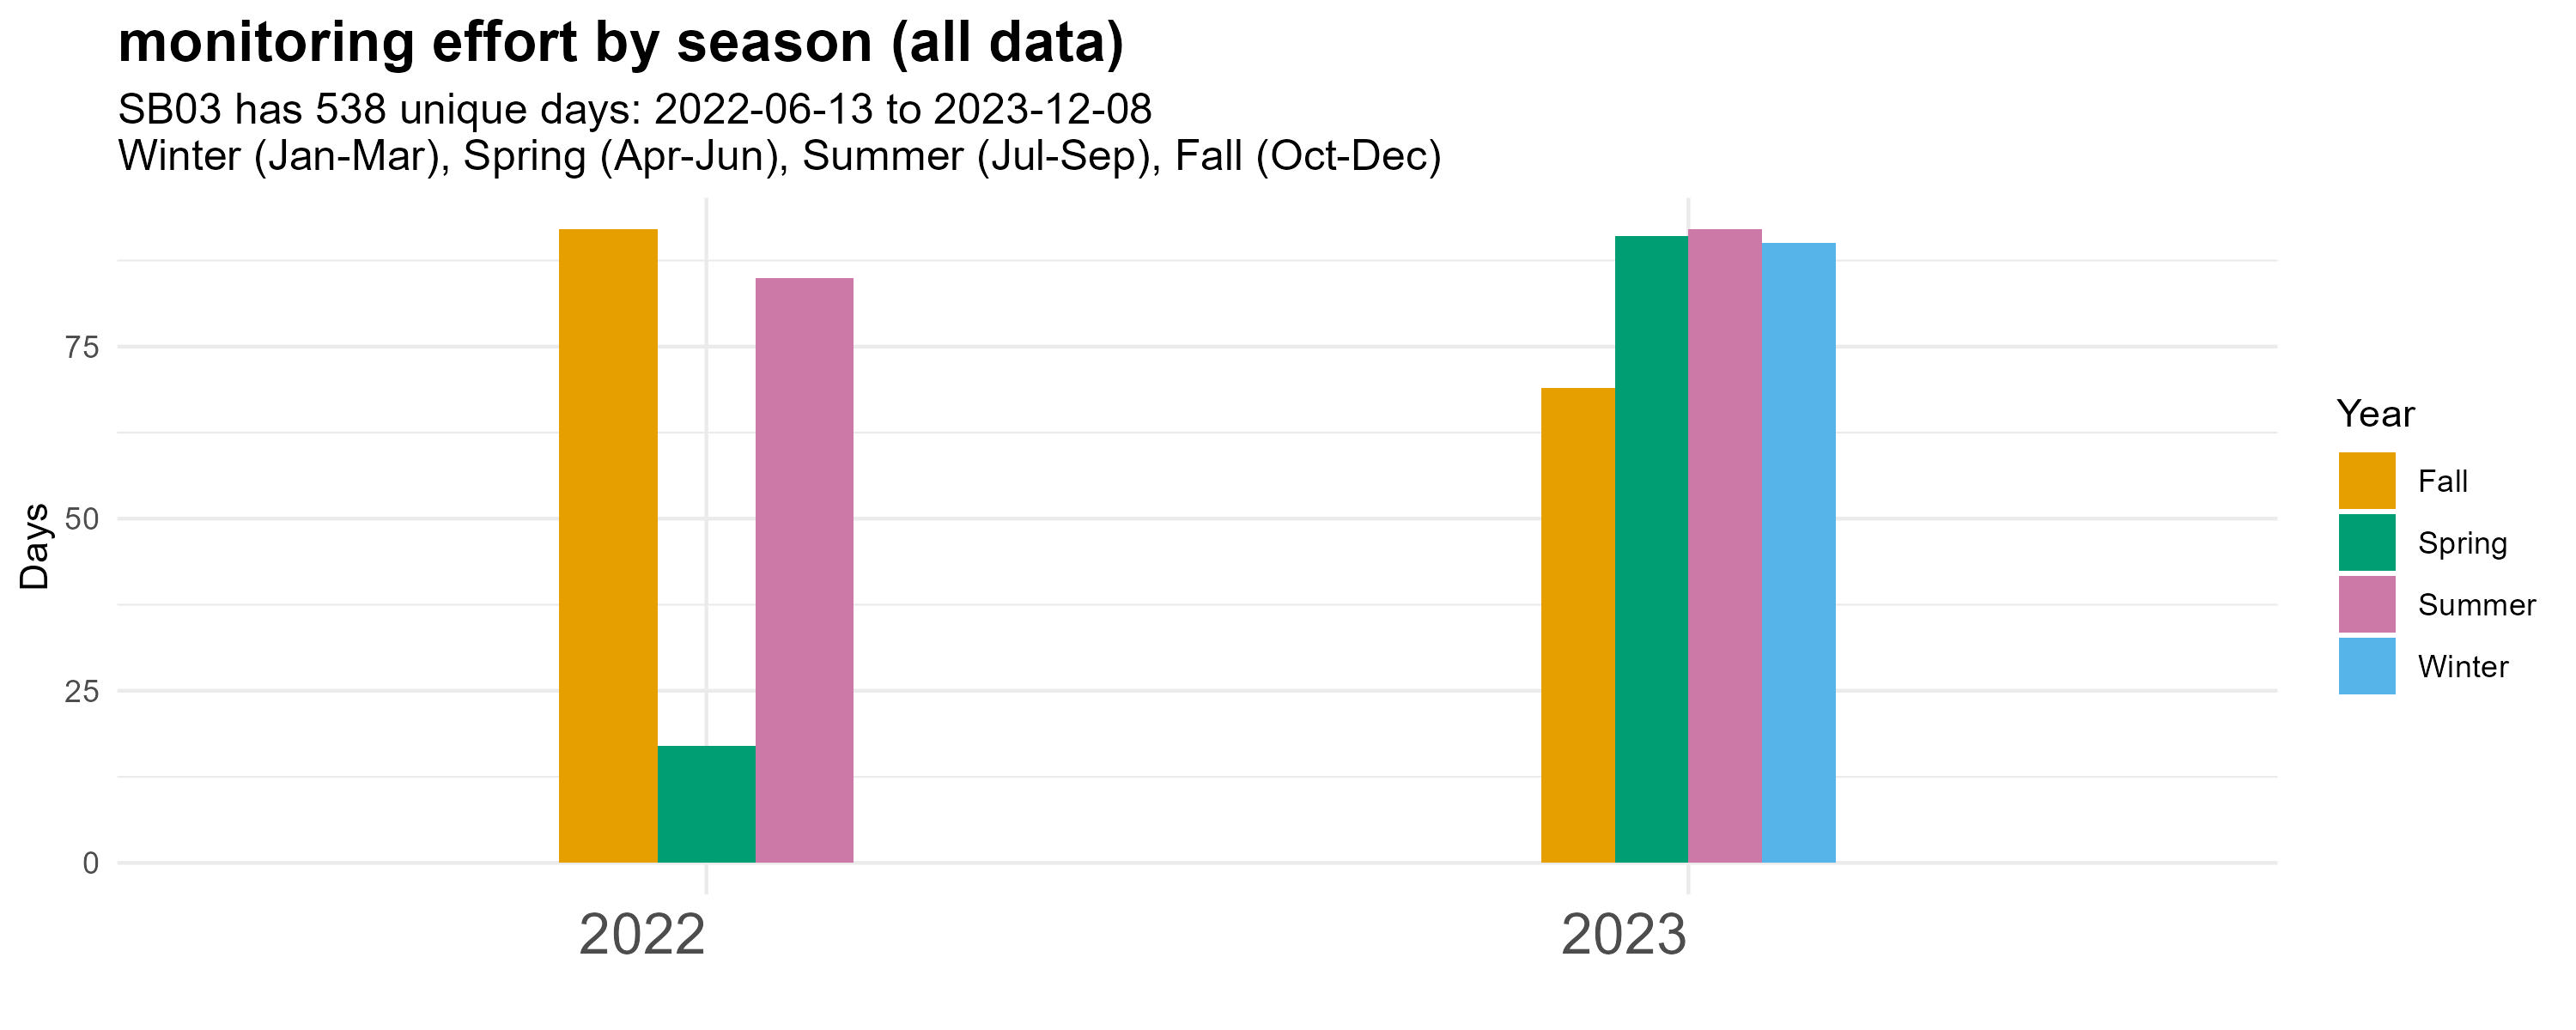 monitoring effort by season (all data)
SB03 has 538 unique days: 2022-06-13 to 2023-12-08
Winter (Jan-Mar), Spring (Apr-Jun), Summer (Jul-Sep), Fall (Oct-Dec)
Days
75
50
25
0
2022
2023
Year
Fall
Spring
Summer
Winter